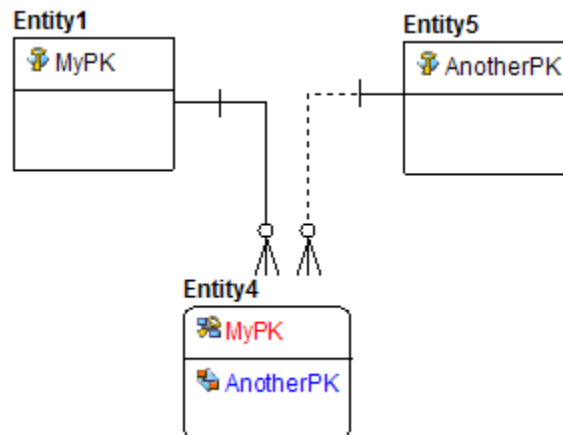 Entity1
MyPK
Entity5
AnotherPK
Entity4
MyPK
AnotherPK